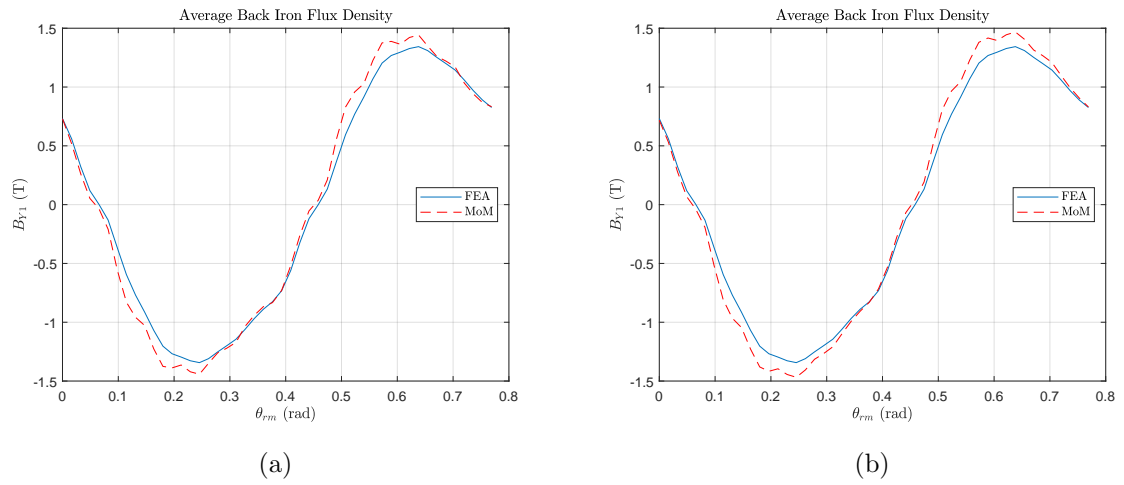 Average Back Iron Flux Density
1.5
1
0.5
0
-0.5
-1
-1.5
B_{Y1} (T)
FEA
MoM
0 0.1 0.2 0.3 0.4 0.5 0.6 0.7 0.8
θ_{rm} (rad)
(a)
Average Back Iron Flux Density
1.5
1
0.5
0
-0.5
-1
-1.5
B_{Y1} (T)
FEA
MoM
0 0.1 0.2 0.3 0.4 0.5 0.6 0.7 0.8
θ_{rm} (rad)
(b)